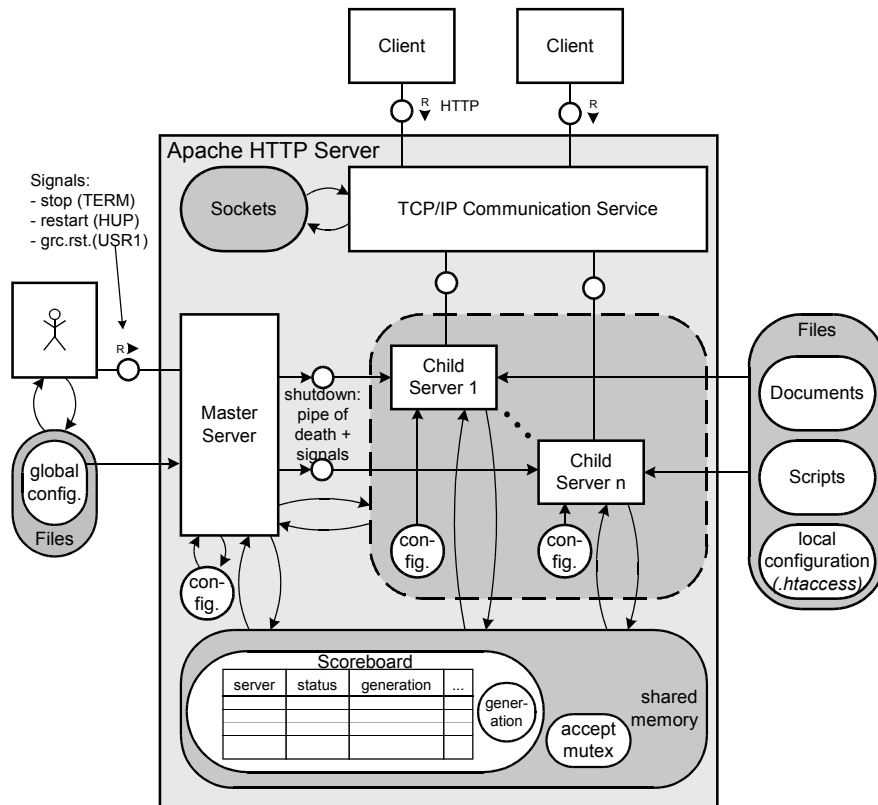 Client
Client
R
HTTP
R
Apache HTTP Server
Signals:
- stop (TERM)
- restart (HUP)
- grc.rst.(USR1)
Sockets
TCP/IP Communication Service
R
Files
Child
Server 1
Documents
Master
Server
shutdown:
pipe of
death +
signals
global
config.
Files
Child
Server n
Scripts
con-
fig.
con-
fig.
con-
fig.
local
configuration
(.htaccess)
Scoreboard
server
status
generation
...
gener-
ation
shared
memory
accept
mutex